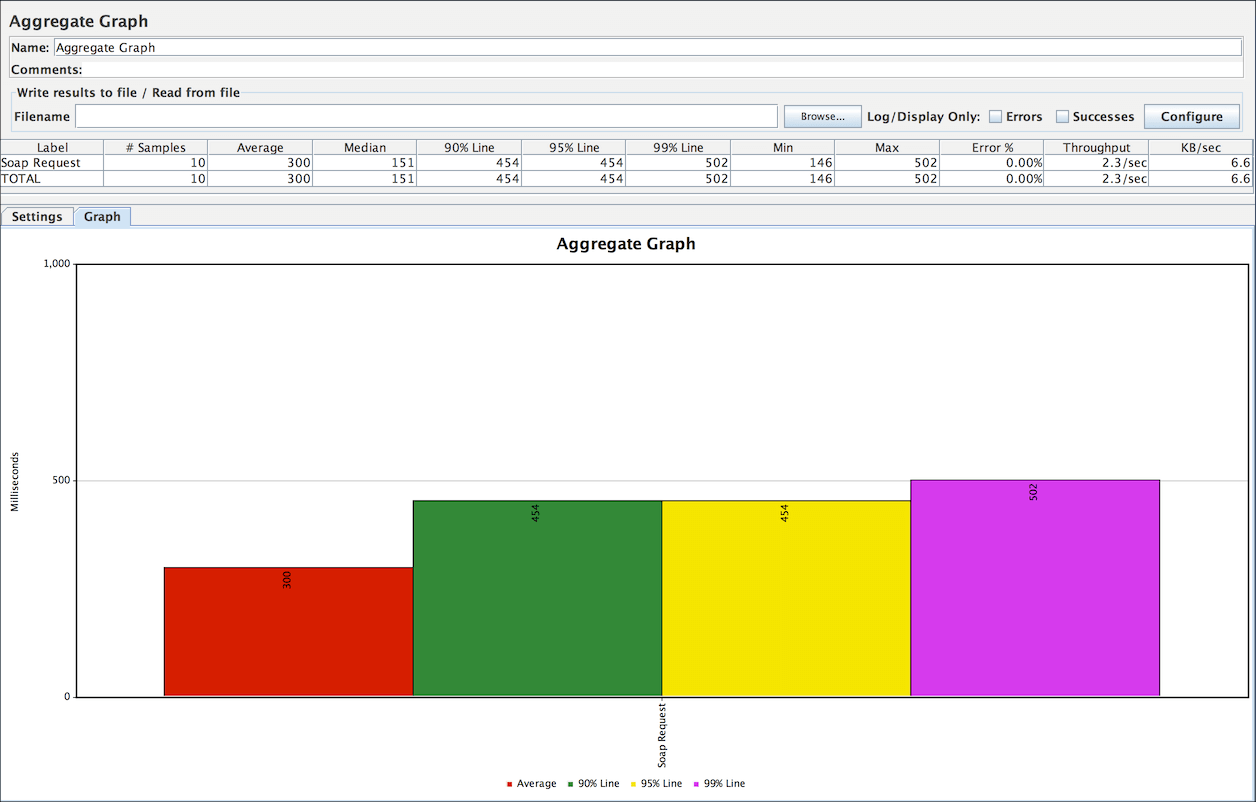 Aggregate Graph
Name: Aggregate Graph
Comments:
Write results to file / Read from file
Filename Browse... Log/Display Only: Errors Successes Configure
Label # Samples Average Median 90% Line 95% Line 99% Line Min Max Error % Throughput KB/sec
Soap Request 10 300 151 454 454 502 146 502 0.00% 2.3/sec 6.6
TOTAL 10 300 151 454 454 502 146 502 0.00% 2.3/sec 6.6
Settings Graph
Aggregate Graph
1,000
500
0
Milliseconds
300
454
454
502
Soap Request
Average 90% Line 95% Line 99% Line